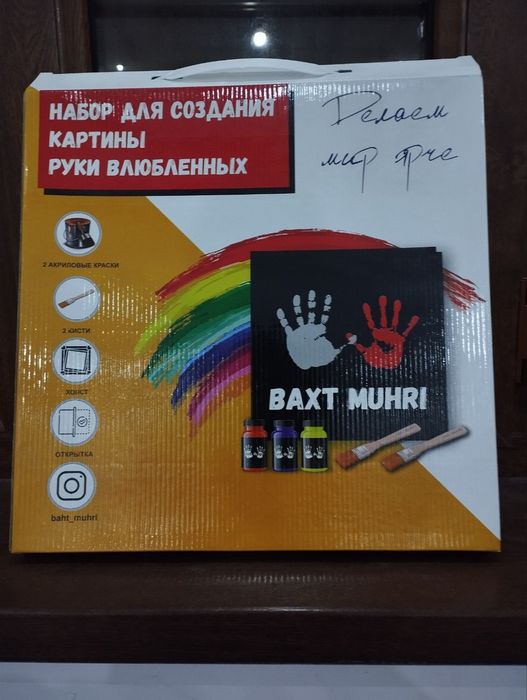 НАБОР ДЛЯ СОЗДАНИЯ
КАРТИНЫ
РУКИ ВЛЮБЛЕННЫХ
Делаем
мир ярче
2 АКРИЛОВЫЕ КРАСКИ
2 КИСТИ
ХОЛСТ
ОТКРЫТКА
baht_muhri
BAXT MUHRI